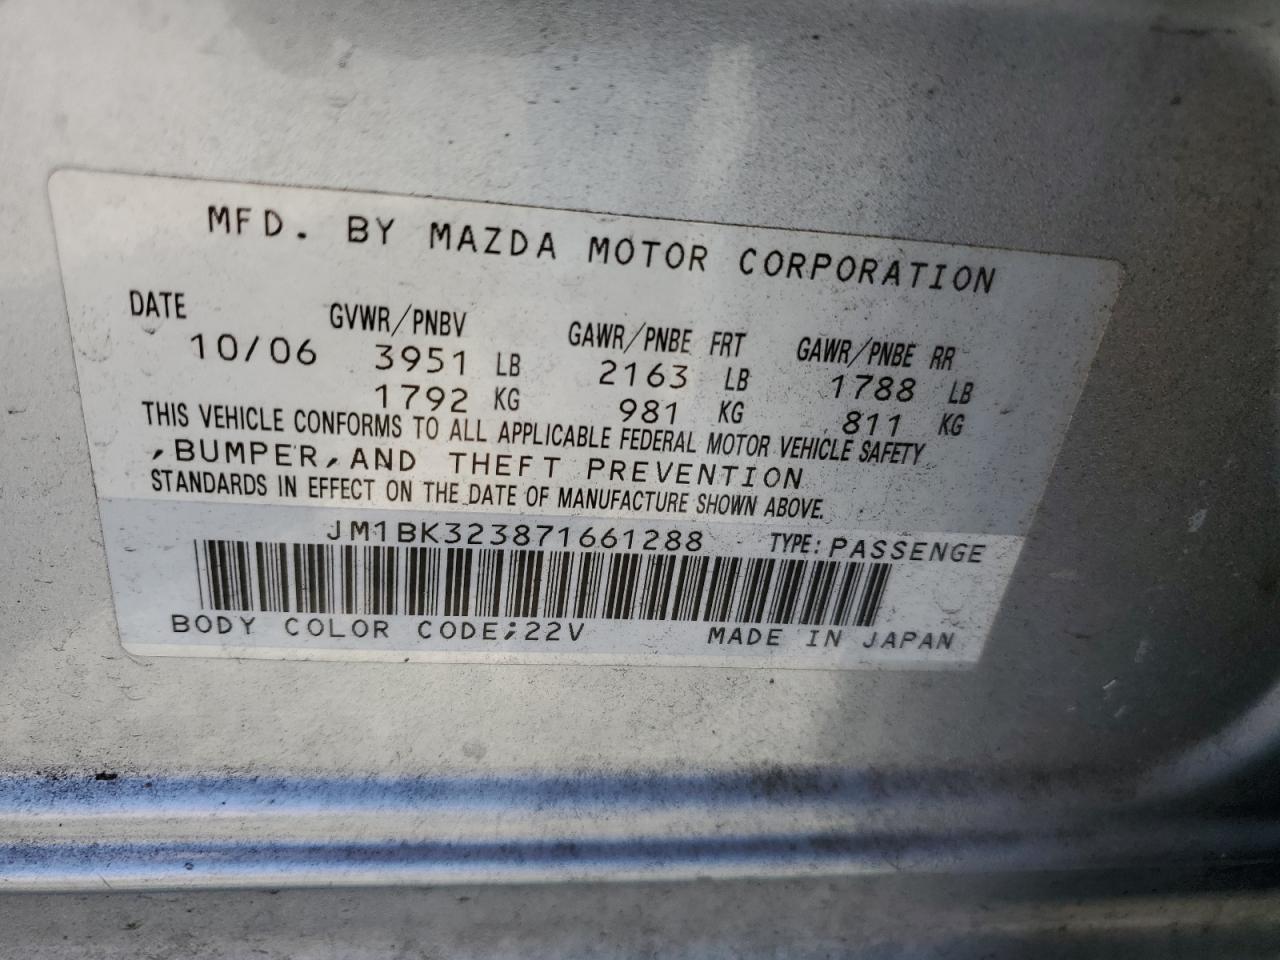 MFD. BY MAZDA MOTOR CORPORATION
DATE GVWR/PNBV GAWR/PNBE FRT GAWR/PNBE RR
10/06 3951 LB 2163 LB 1788 LB
1792 KG 981 KG 811 KG
THIS VEHICLE CONFORMS TO ALL APPLICABLE FEDERAL MOTOR VEHICLE SAFETY
,BUMPER,AND THEFT PREVENTION
STANDARDS IN EFFECT ON THE DATE OF MANUFACTURE SHOWN ABOVE.
JM1BK323871661288 TYPE: PASSENGE
BODY COLOR CODE;22V MADE IN JAPAN